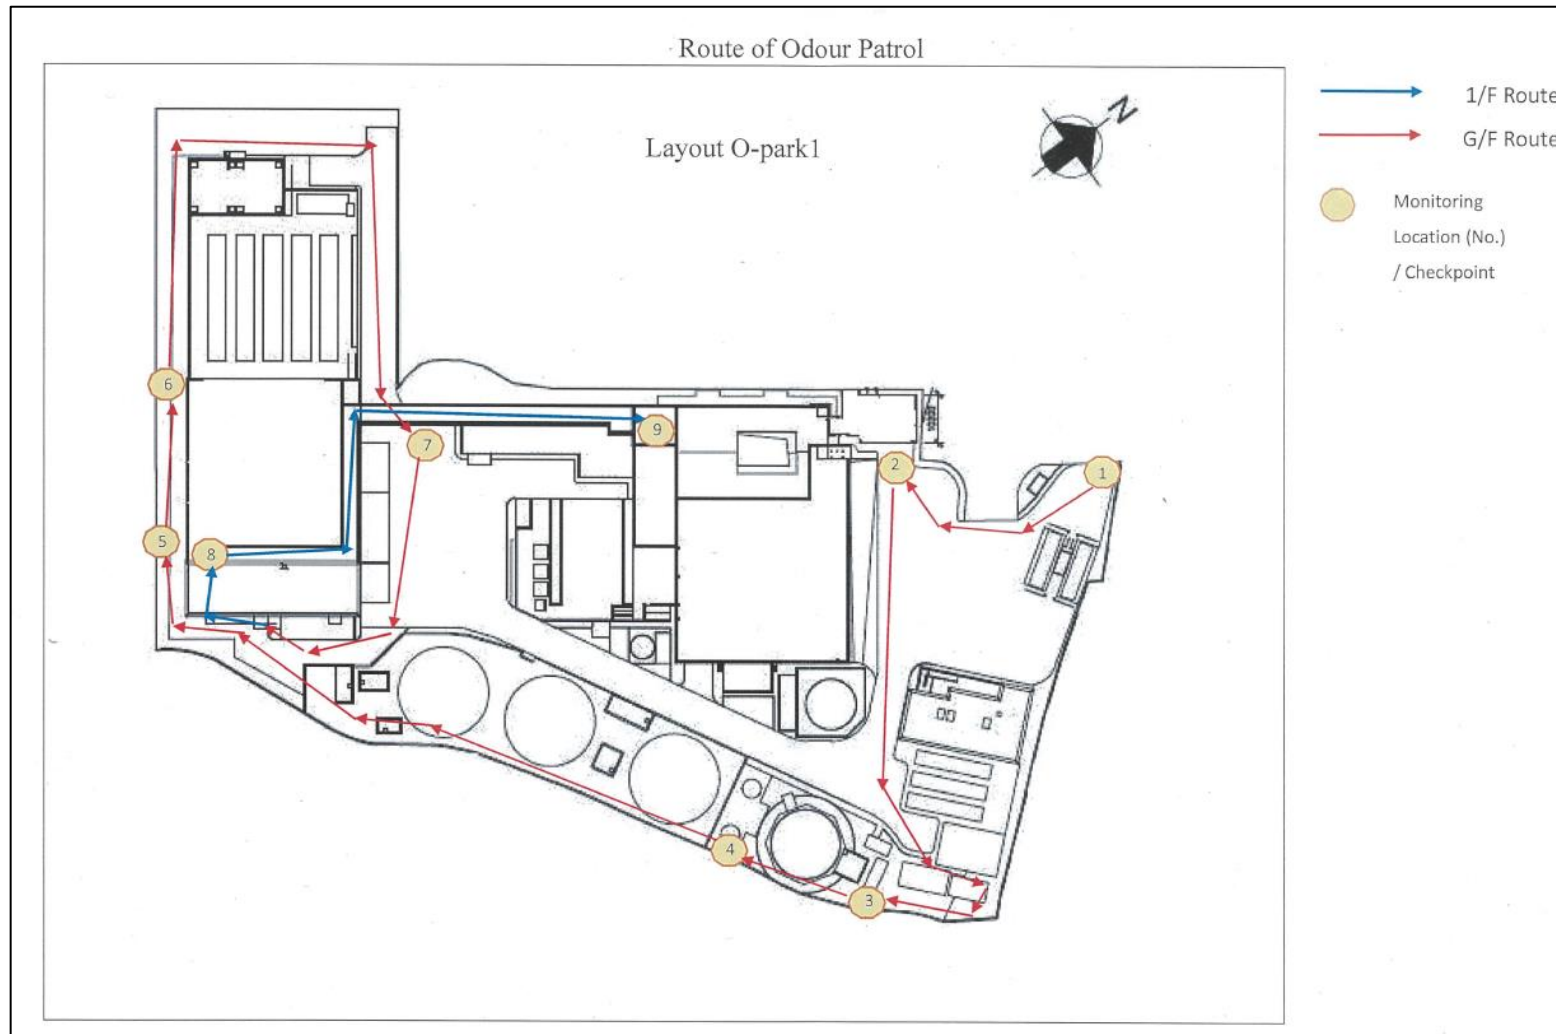 Route of Odour Patrol
Layout O-park1
N
1/F Route
G/F Route
Monitoring
Location (No.)
/ Checkpoint
6
9
7
2
1
5
8
4
3